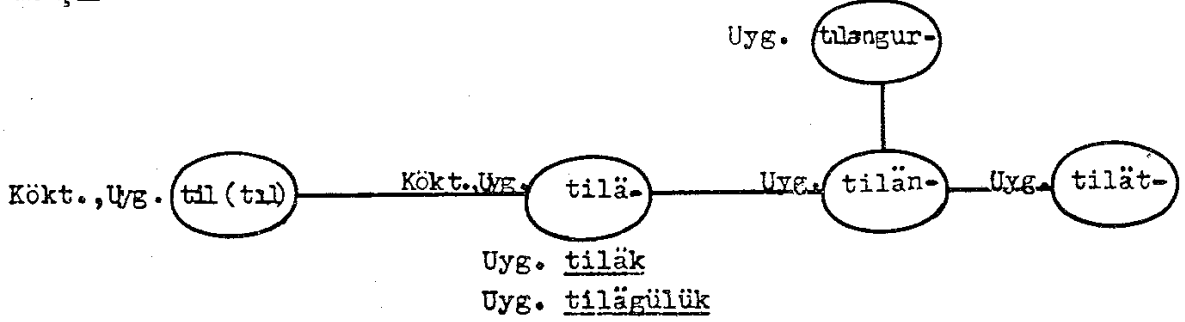 Uyg. tılangur-
Kökt.,Uyg. til(tıl) Kökt.,Uyg. tilä- Uyg. tilän- Uyg. tilät-
Uyg. tiläk
Uyg. tilägülük